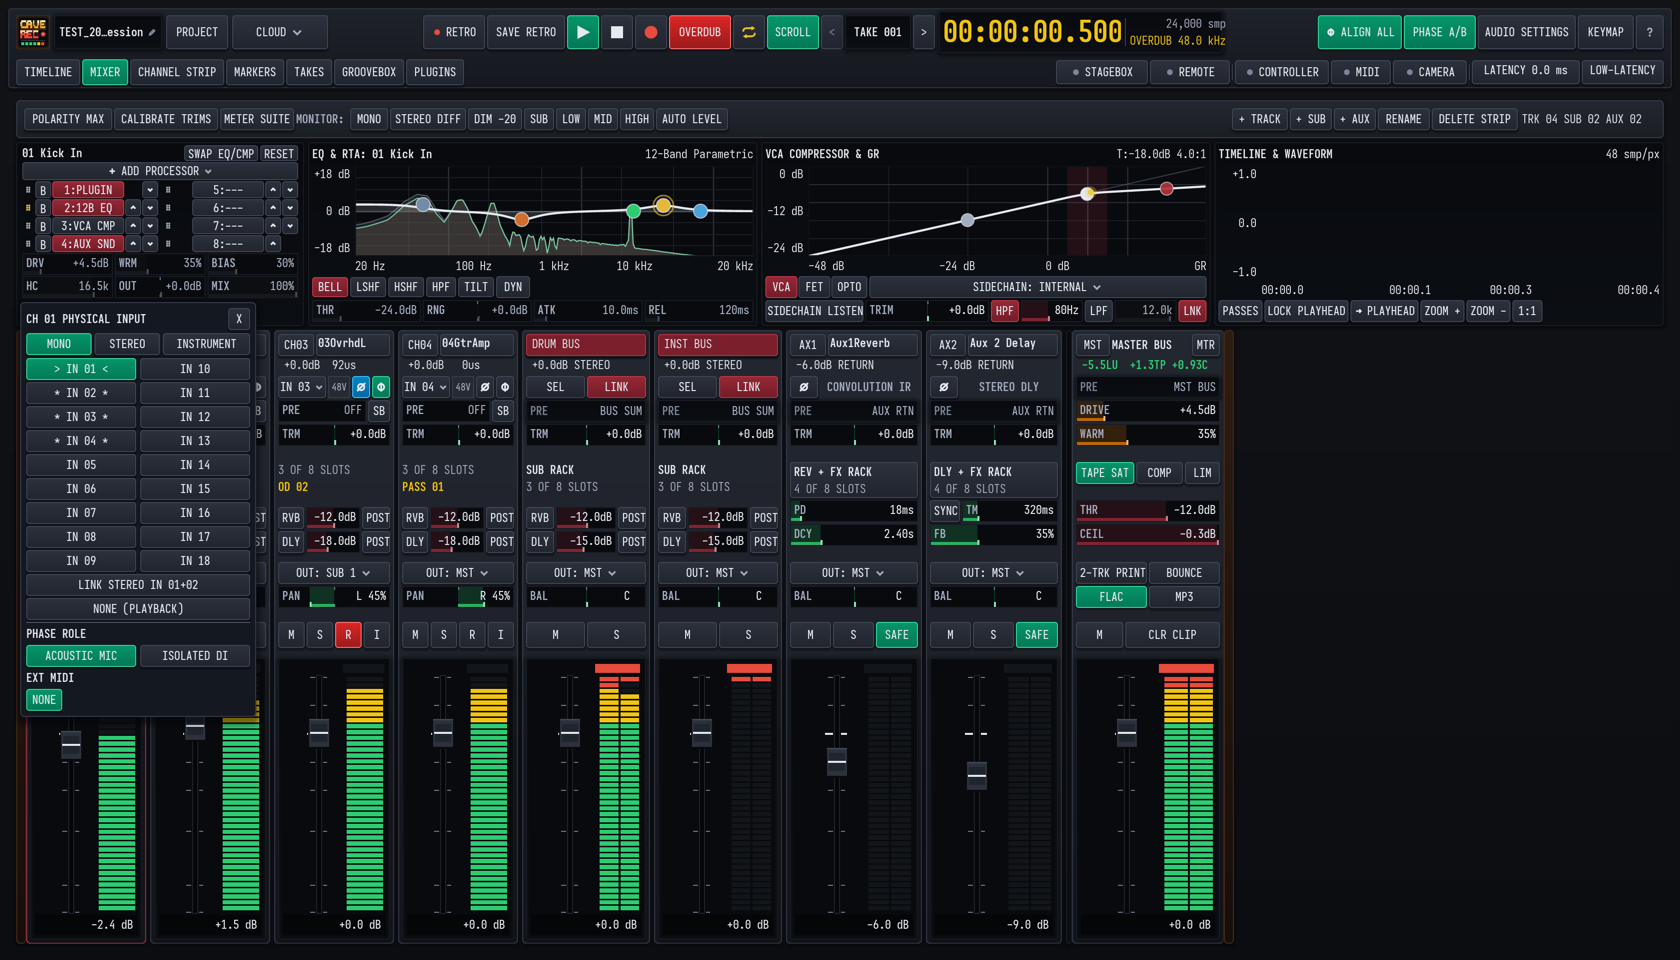 CAVE REC
TEST_20…ession PROJECT CLOUD RETRO SAVE RETRO OVERDUB SCROLL < TAKE 001 > 00:00:00.500 24,000 smp OVERDUB 48.0 kHz ALIGN ALL PHASE A/B AUDIO SETTINGS KEYMAP ?
TIMELINE MIXER CHANNEL STRIP MARKERS TAKES GROOVEBOX PLUGINS STAGEBOX REMOTE CONTROLLER MIDI CAMERA LATENCY 0.0 ms LOW-LATENCY
POLARITY MAX CALIBRATE TRIMS METER SUITE MONITOR: MONO STEREO DIFF DIM -20 SUB LOW MID HIGH AUTO LEVEL + TRACK + SUB + AUX RENAME DELETE STRIP TRK 04 SUB 02 AUX 02
01 Kick In SWAP EQ/CMP RESET
+ ADD PROCESSOR
B 1:PLUGIN 5:---
B 2:12B EQ 6:---
B 3:VCA CMP 7:---
B 4:AUX SND 8:---
DRV +4.5dB WRM 35% BIAS 30%
HC 16.5k OUT +0.0dB MIX 100%
EQ & RTA: 01 Kick In 12-Band Parametric
+18 dB
0 dB
-18 dB
20 Hz 100 Hz 1 kHz 10 kHz 20 kHz
BELL LSHF HSHF HPF TILT DYN
THR -24.0dB RNG +0.0dB ATK 10.0ms REL 120ms
VCA COMPRESSOR & GR T:-18.0dB 4.0:1
0 dB
-12 dB
-24 dB
-48 dB -24 dB 0 dB GR
VCA FET OPTO SIDECHAIN: INTERNAL
SIDECHAIN LISTEN TRIM +0.0dB HPF 80Hz LPF 12.0k LNK
TIMELINE & WAVEFORM 48 smp/px
+1.0
0.0
-1.0
00:00.0 00:00.1 00:00.3 00:00.4
PASSES LOCK PLAYHEAD ➜ PLAYHEAD ZOOM + ZOOM - 1:1
CH 01 PHYSICAL INPUT X
MONO STEREO INSTRUMENT
> IN 01 < IN 10
* IN 02 * IN 11
* IN 03 * IN 12
* IN 04 * IN 13
IN 05 IN 14
IN 06 IN 15
IN 07 IN 16
IN 08 IN 17
IN 09 IN 18
LINK STEREO IN 01+02
NONE (PLAYBACK)
PHASE ROLE
ACOUSTIC MIC ISOLATED DI
EXT MIDI
NONE
-2.4 dB
+1.5 dB
CH03 03OvrhdL
+0.0dB 92us
IN 03 48V Ø Φ
PRE OFF SB
TRM +0.0dB
3 OF 8 SLOTS
OD 02
RVB -12.0dB POST
DLY -18.0dB POST
OUT: SUB 1
PAN L 45%
M S R I
+0.0 dB
CH04 04GtrAmp
+0.0dB 0us
IN 04 48V Ø Φ
PRE OFF SB
TRM +0.0dB
3 OF 8 SLOTS
PASS 01
RVB -12.0dB POST
DLY -18.0dB POST
OUT: MST
PAN R 45%
M S R I
+0.0 dB
DRUM BUS
+0.0dB STEREO
SEL LINK
PRE BUS SUM
TRM +0.0dB
SUB RACK
3 OF 8 SLOTS
RVB -12.0dB POST
DLY -15.0dB POST
OUT: MST
BAL C
M S
+0.0 dB
INST BUS
+0.0dB STEREO
SEL LINK
PRE BUS SUM
TRM +0.0dB
SUB RACK
3 OF 8 SLOTS
RVB -12.0dB POST
DLY -15.0dB POST
OUT: MST
BAL C
M S
+0.0 dB
AX1 Aux1Reverb
-6.0dB RETURN
Ø CONVOLUTION IR
PRE AUX RTN
TRM +0.0dB
REV + FX RACK
4 OF 8 SLOTS
PD 18ms
DCY 2.40s
OUT: MST
BAL C
M S SAFE
-6.0 dB
AX2 Aux 2 Delay
-9.0dB RETURN
Ø STEREO DLY
PRE AUX RTN
TRM +0.0dB
DLY + FX RACK
4 OF 8 SLOTS
SYNC TM 320ms
FB 35%
OUT: MST
BAL C
M S SAFE
-9.0 dB
MST MASTER BUS MTR
-5.5LU +1.3TP +0.93C
PRE MST BUS
DRIVE +4.5dB
WARM 35%
TAPE SAT COMP LIM
THR -12.0dB
CEIL -0.3dB
2-TRK PRINT BOUNCE
FLAC MP3
M CLR CLIP
+0.0 dB